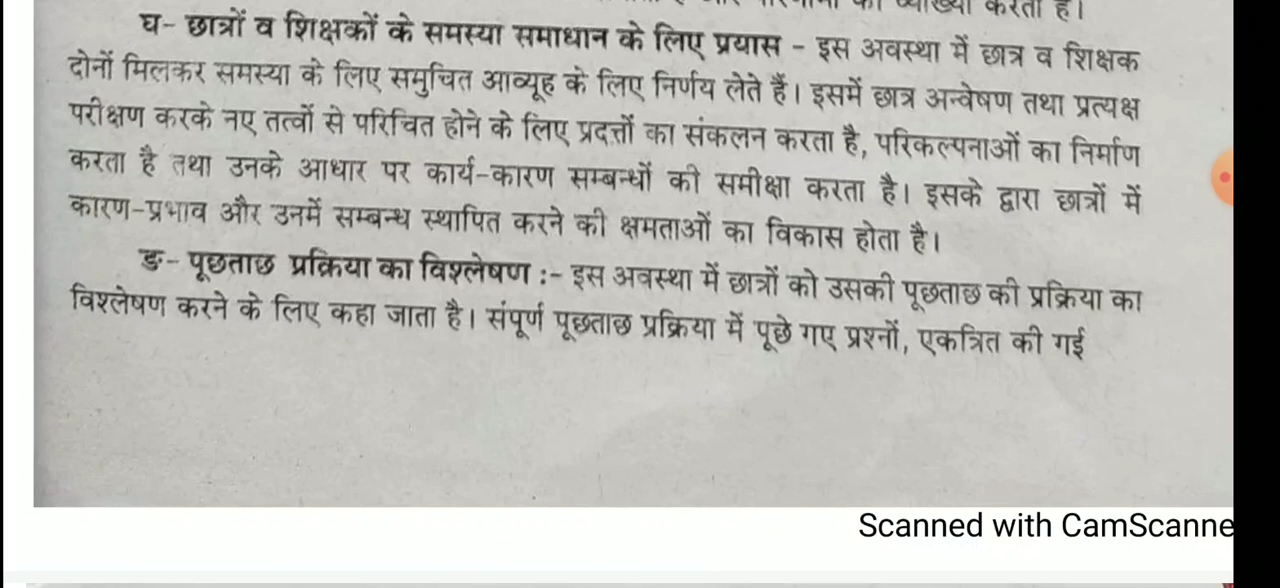 व्याख्या करता है।
घ- छात्रों व शिक्षकों के समस्या समाधान के लिए प्रयास - इस अवस्था में छात्र व शिक्षक
दोनों मिलकर समस्या के लिए समुचित आव्यूह के लिए निर्णय लेते हैं। इसमें छात्र अन्वेषण तथा प्रत्यक्ष
परीक्षण करके नए तत्वों से परिचित होने के लिए प्रदत्तों का संकलन करता है, परिकल्पनाओं का निर्माण
करता है तथा उनके आधार पर कार्य-कारण सम्बन्धों की समीक्षा करता है। इसके द्वारा छात्रों में
कारण-प्रभाव और उनमें सम्बन्ध स्थापित करने की क्षमताओं का विकास होता है।
ङ- पूछताछ प्रक्रिया का विश्लेषण :- इस अवस्था में छात्रों को उसकी पूछताछ की प्रक्रिया का
विश्लेषण करने के लिए कहा जाता है। संपूर्ण पूछताछ प्रक्रिया में पूछे गए प्रश्नों, एकत्रित की गई
Scanned with CamScanne